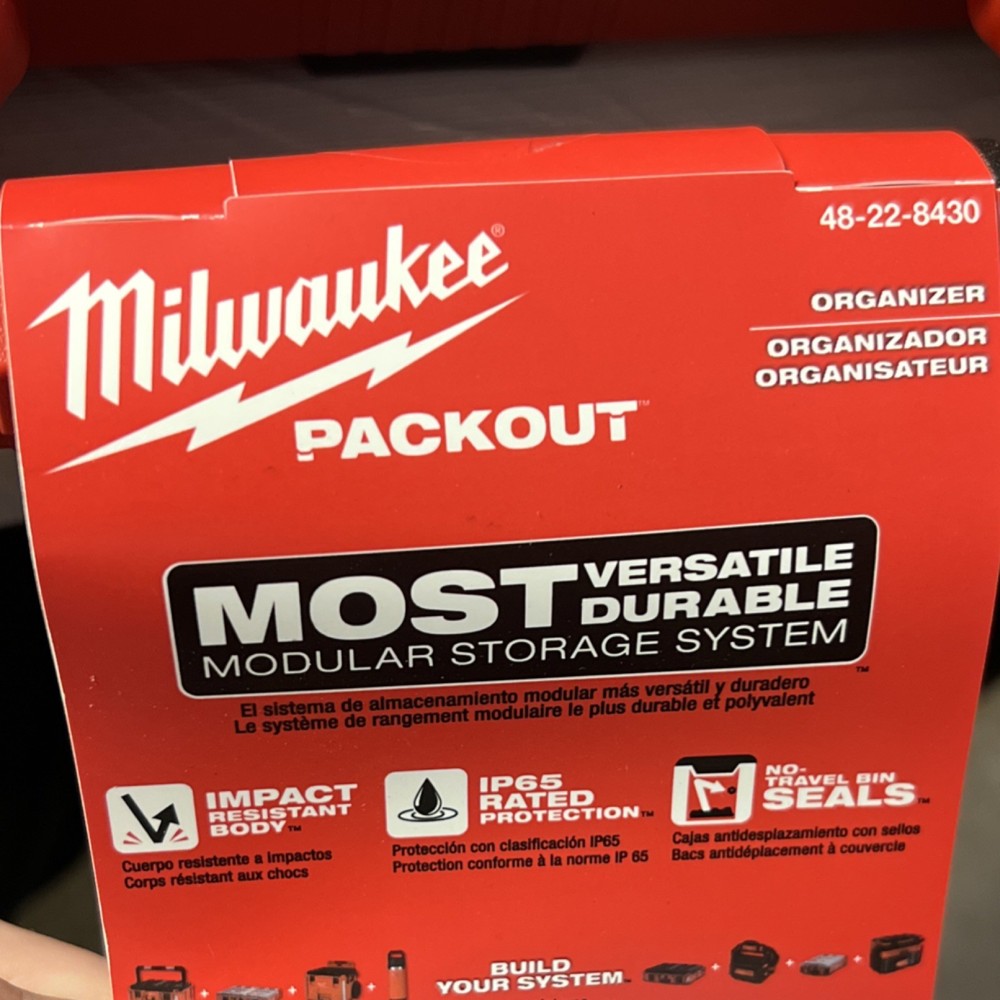 48-22-8430
Milwaukee®
PACKOUT™
ORGANIZER
ORGANIZADOR
ORGANISATEUR
MOST VERSATILE
DURABLE
MODULAR STORAGE SYSTEM™
El sistema de almacenamiento modular más versátil y duradero
Le système de rangement modulaire le plus durable et polyvalent
IMPACT
RESISTANT
BODY™
Cuerpo resistente a impactos
Corps résistant aux chocs
IP65
RATED
PROTECTION™
Protección con clasificación IP65
Protection conforme à la norme IP 65
NO-
TRAVEL BIN
SEALS™
Cajas antidesplazamiento con sellos
Bacs antidéplacement à couvercle
BUILD
YOUR SYSTEM™